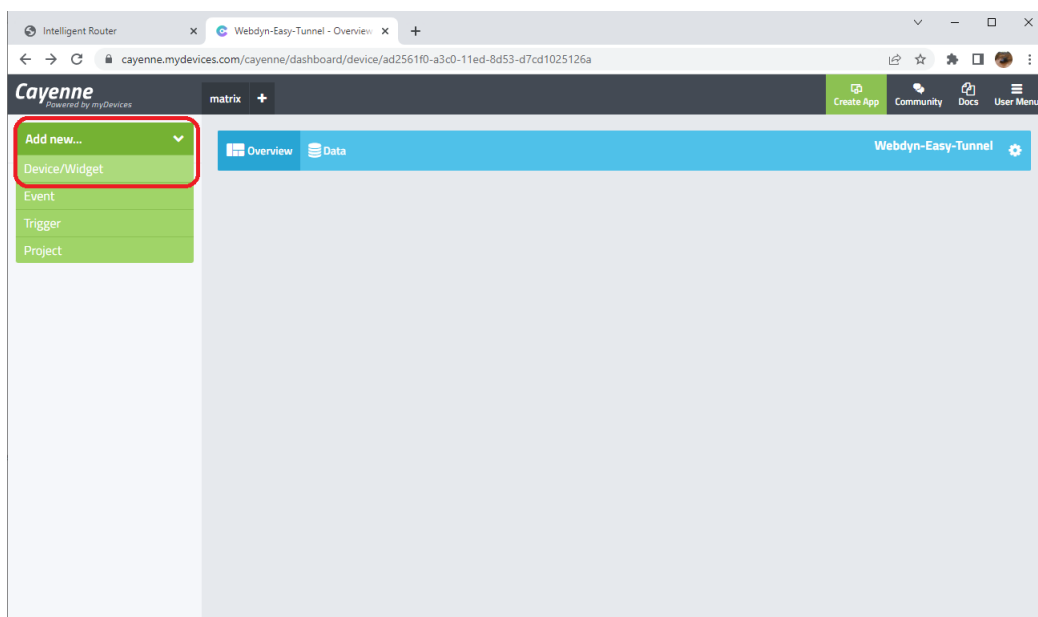 Intelligent Router
Webdyn-Easy-Tunnel - Overview
cayenne.mydevices.com/cayenne/dashboard/device/ad2561f0-a3c0-11ed-8d53-d7cd1025126a
Cayenne
Powered by myDevices
matrix
Create App
Community
Docs
User Menu
Add new...
Device/Widget
Event
Trigger
Project
Overview
Data
Webdyn-Easy-Tunnel